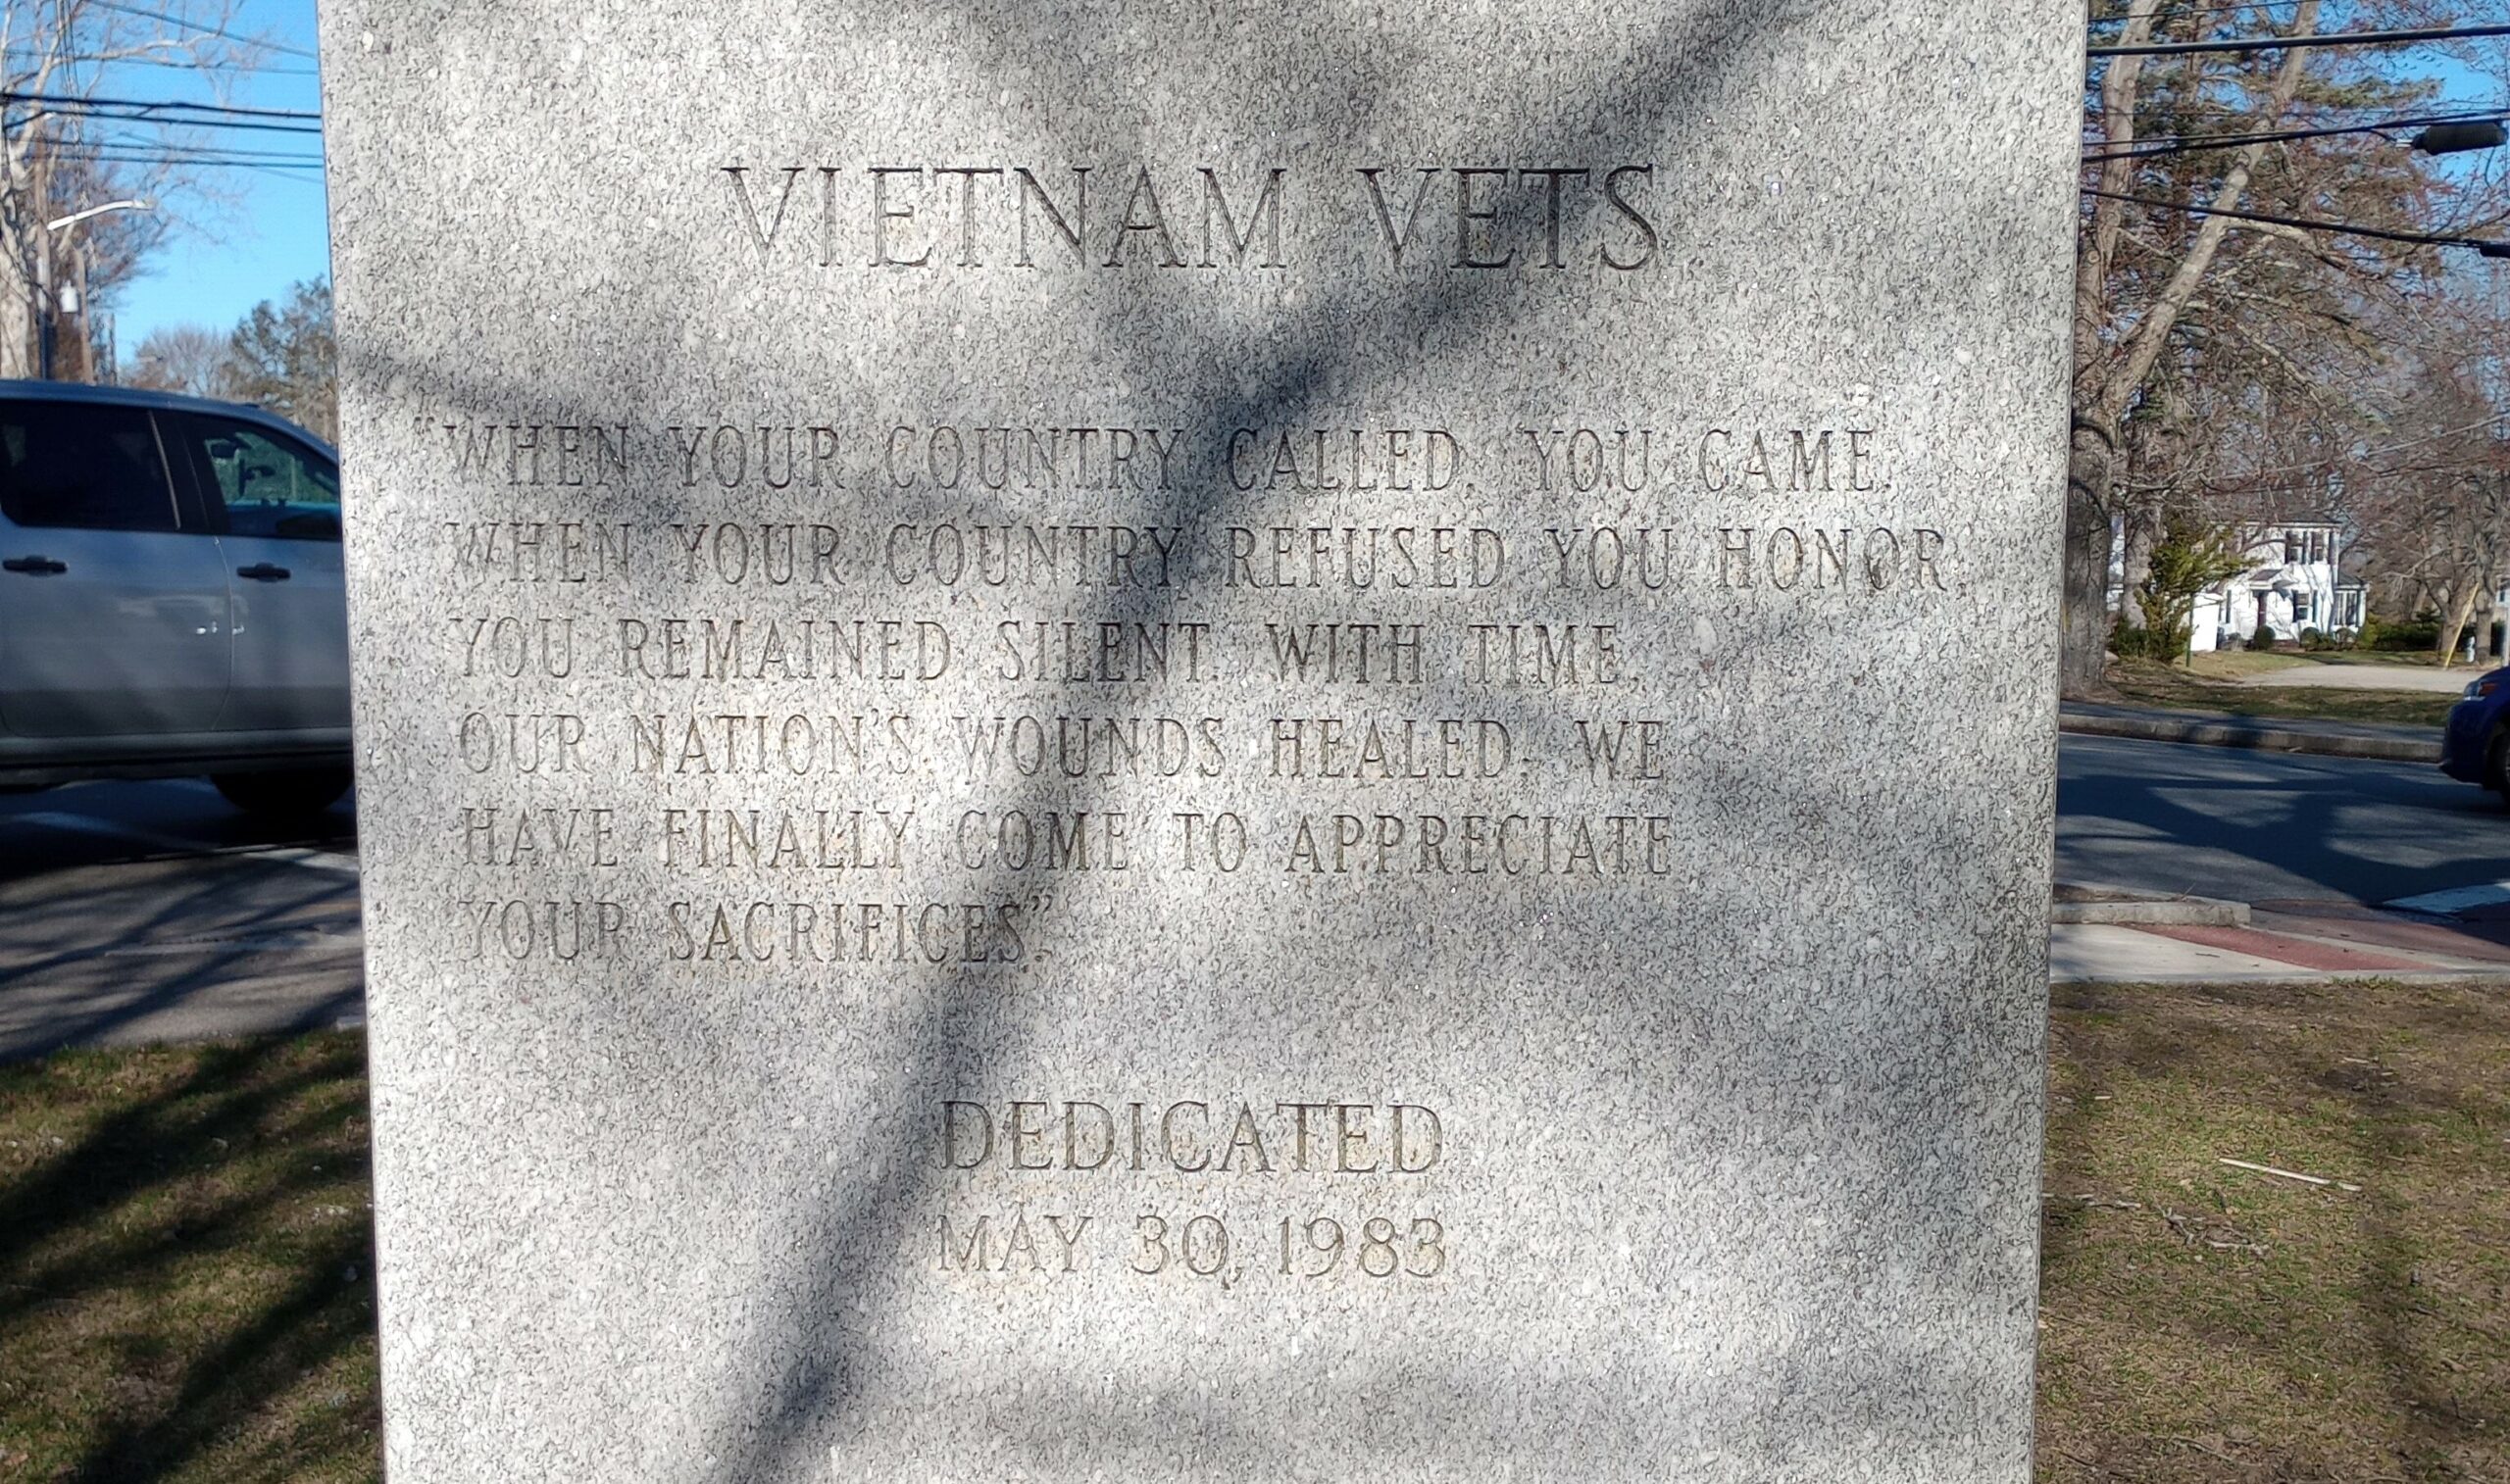 VIETNAM VETS
"WHEN YOUR COUNTRY CALLED, YOU CAME.
WHEN YOUR COUNTRY REFUSED YOU HONOR,
YOU REMAINED SILENT. WITH TIME,
OUR NATION'S WOUNDS HEALED. WE
HAVE FINALLY COME TO APPRECIATE
YOUR SACRIFICES".
DEDICATED
MAY 30, 1983